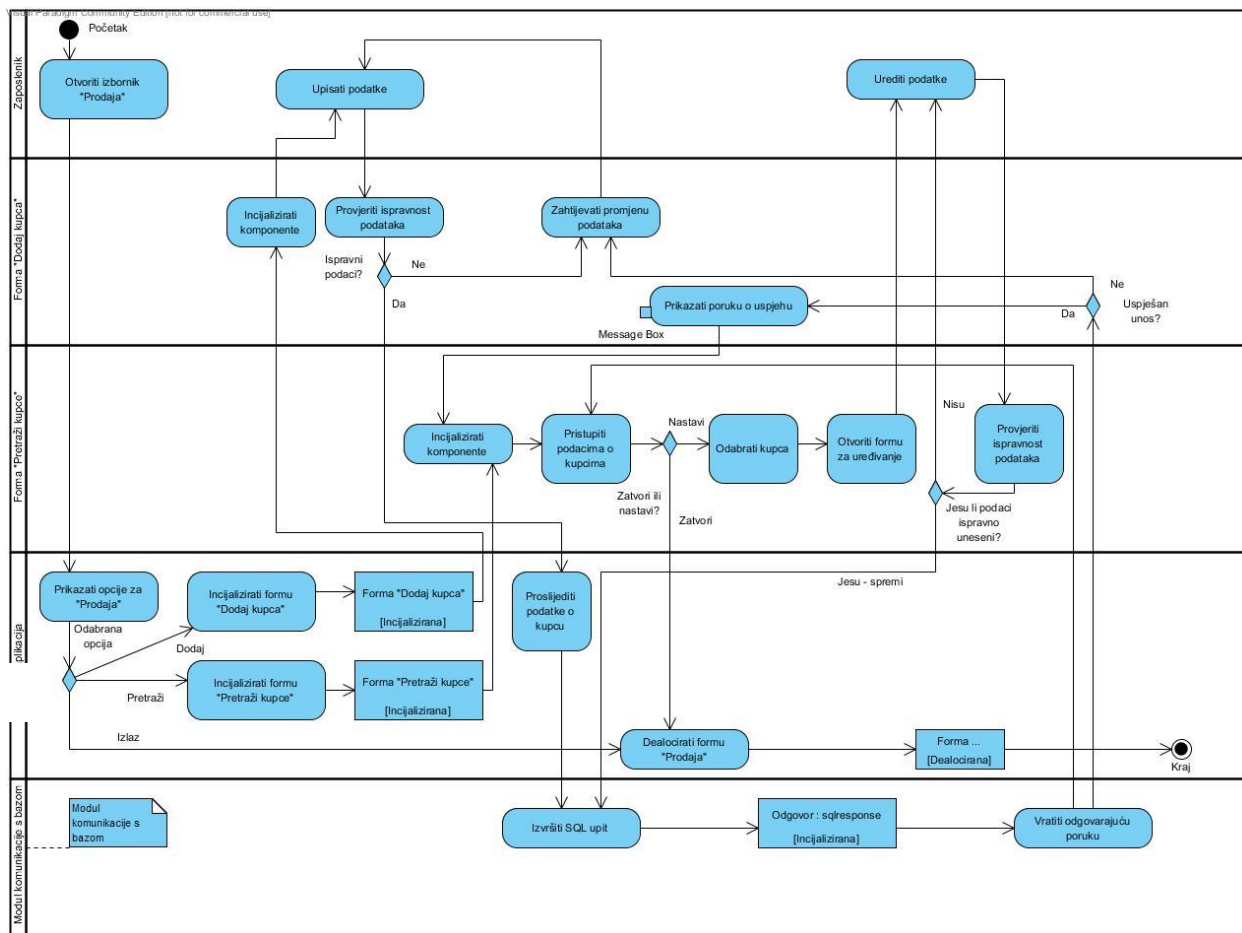 Visual Paradigm Community Edition [not for commercial use]
Početak
Zaposlenik
Otvoriti izbornik
"Prodaja"
Upisati podatke
Urediti podatke
Forma "Dodaj kupca"
Incijalizirati
komponente
Provjeriti ispravnost
podataka
Zahtijevati promjenu
podataka
Ispravni
podaci?
Ne
Da
Prikazati poruku o uspjehu
Message Box
Ne
Da
Uspješan
unos?
Forma "Pretraži kupce"
Incijalizirati
komponente
Pristupiti
podacima o
kupcima
Nastavi
Zatvori ili
nastavi?
Zatvori
Odabrati kupca
Otvoriti formu
za uređivanje
Nisu
Provjeriti
ispravnost
podataka
Jesu li podaci
ispravno
uneseni?
Jesu - spremi
plikacija
Prikazati opcije za
"Prodaja"
Odabrana
opcija
Dodaj
Pretraži
Izlaz
Incijalizirati formu
"Dodaj kupca"
Forma "Dodaj kupca"
[Incijalizirana]
Incijalizirati formu
"Pretraži kupce"
Forma "Pretraži kupce"
[Incijalizirana]
Proslijediti
podatke o
kupcu
Dealocirati formu
"Prodaja"
Forma ...
[Dealocirana]
Kraj
Modul komunikacije s bazom
Modul
komunikacije s
bazom
Izvršiti SQL upit
Odgovor : sqlresponse
[Incijalizirana]
Vratiti odgovarajuću
poruku